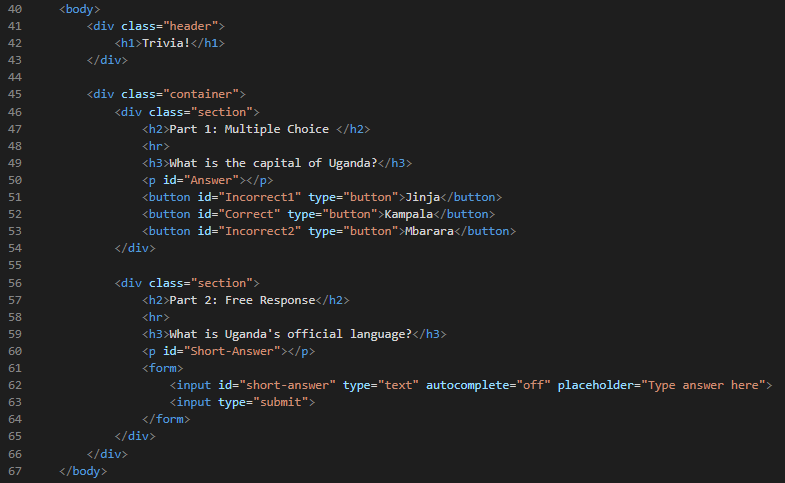 40 <body>
41 <div class="header">
42 <h1>Trivia!</h1>
43 </div>
44
45 <div class="container">
46 <div class="section">
47 <h2>Part 1: Multiple Choice </h2>
48 <hr>
49 <h3>What is the capital of Uganda?</h3>
50 <p id="Answer"></p>
51 <button id="Incorrect1" type="button">Jinja</button>
52 <button id="Correct" type="button">Kampala</button>
53 <button id="Incorrect2" type="button">Mbarara</button>
54 </div>
55
56 <div class="section">
57 <h2>Part 2: Free Response</h2>
58 <hr>
59 <h3>What is Uganda's official language?</h3>
60 <p id="Short-Answer"></p>
61 <form>
62 <input id="short-answer" type="text" autocomplete="off" placeholder="Type answer here">
63 <input type="submit">
64 </form>
65 </div>
66 </div>
67 </body>